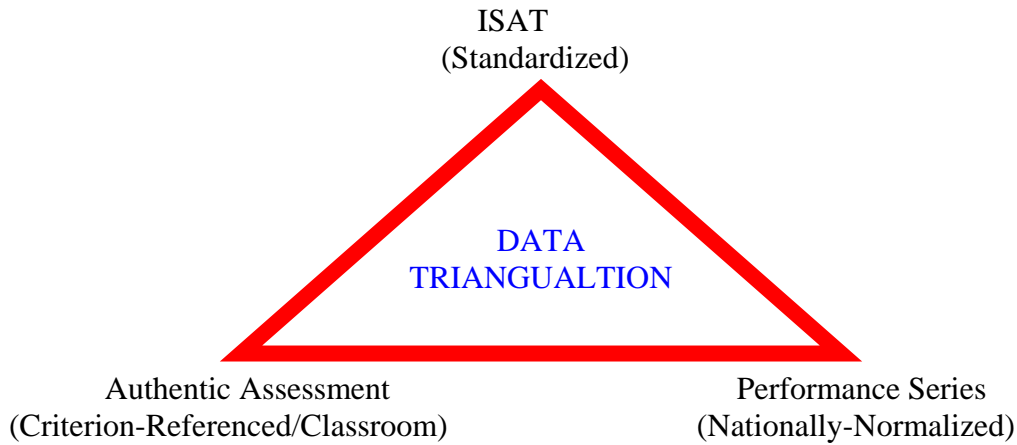 ISAT
(Standardized)
DATA
TRIANGUALTION
Authentic Assessment
(Criterion-Referenced/Classroom)
Performance Series
(Nationally-Normalized)